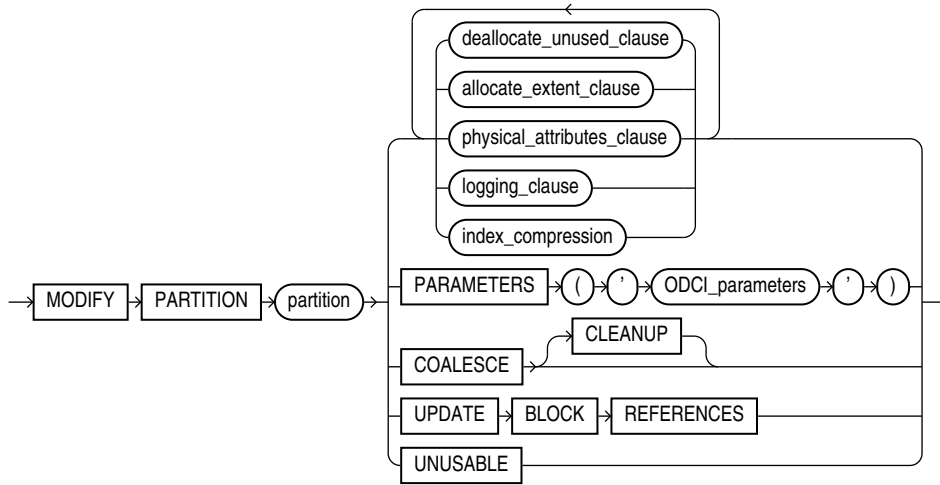 deallocate_unused_clause
allocate_extent_clause
physical_attributes_clause
logging_clause
index_compression
MODIFY PARTITION partition
PARAMETERS ( ’ ODCI_parameters ’ )
CLEANUP
COALESCE
UPDATE BLOCK REFERENCES
UNUSABLE